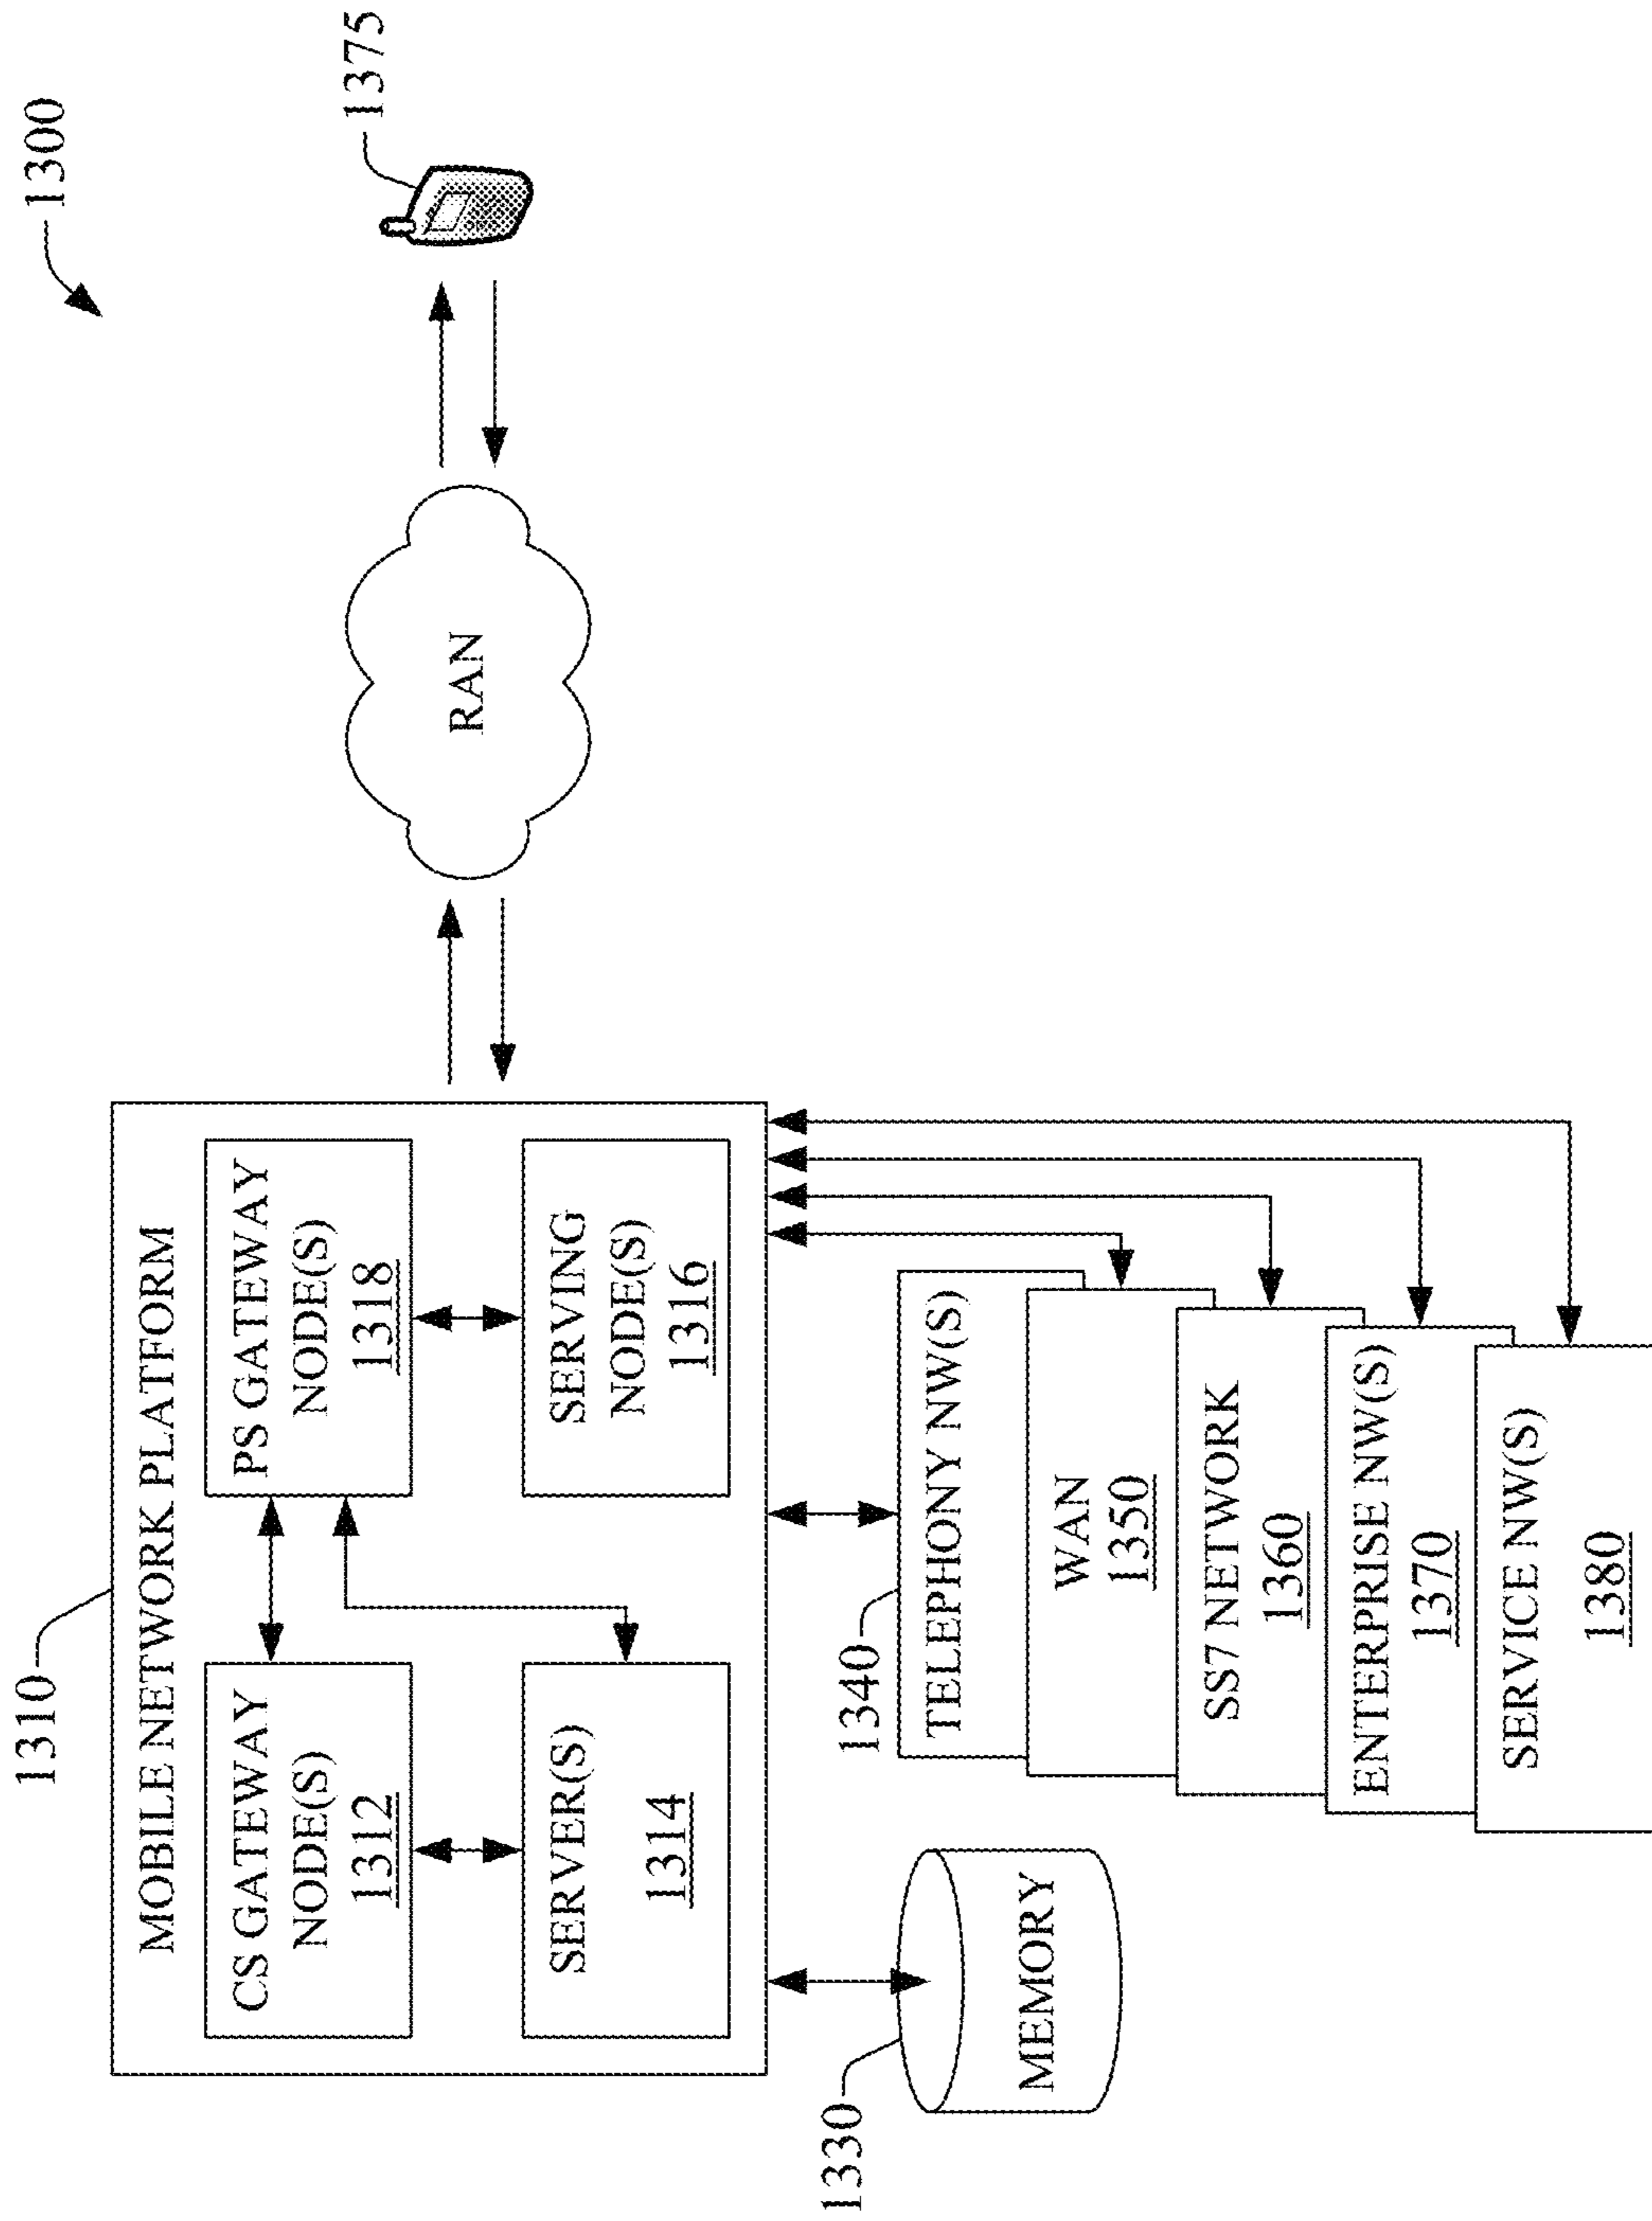 1300
1310
MOBILE NETWORK PLATFORM
CS GATEWAY
NODE(S)
1312
PS GATEWAY
NODE(S)
1318
SERVER(S)
1314
SERVING
NODE(S)
1316
RAN
1375
1330
MEMORY
1340
TELEPHONY NW(S)
WAN
1350
SS7 NETWORK
1360
ENTERPRISE NW(S)
1370
SERVICE NW(S)
1380